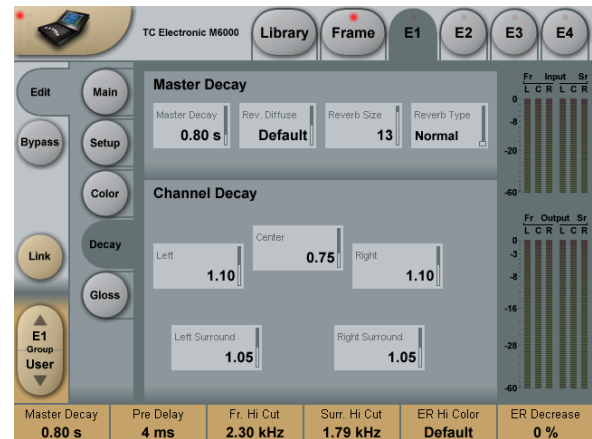 TC Electronic M6000
Library
Frame
E1
E2
E3
E4
Edit
Bypass
Link
E1
Group
User
Main
Setup
Color
Decay
Gloss
Master Decay
Master Decay
0.80 s
Rev. Diffuse
Default
Reverb Size
13
Reverb Type
Normal
Channel Decay
Left
1.10
Center
0.75
Right
1.10
Left Surround
1.05
Right Surround
1.05
Fr Input Sr
L C R L C R
0
-8
-20
-60
Fr Output Sr
L C R L C R
0
-3
-8
-16
-28
-60
Master Decay
0.80 s
Pre Delay
4 ms
Fr. Hi Cut
2.30 kHz
Surr. Hi Cut
1.79 kHz
ER Hi Color
Default
ER Decrease
0 %